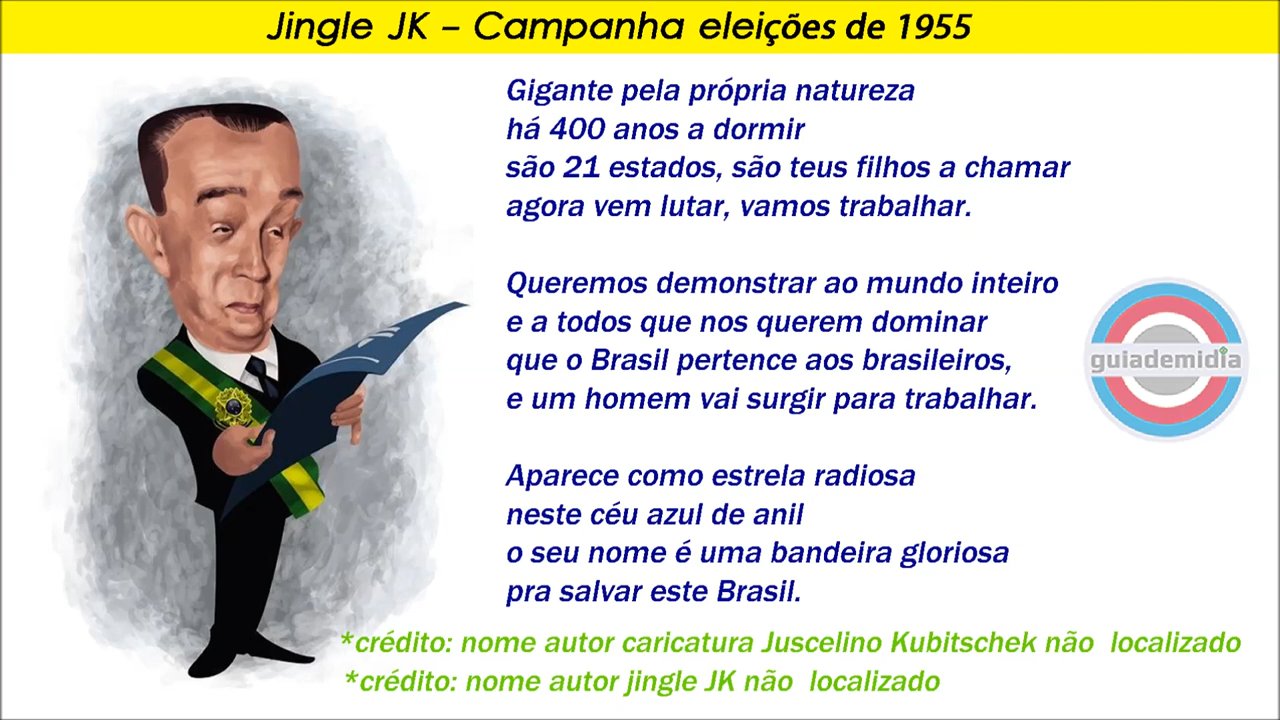 Jingle JK – Campanha eleições de 1955
Gigante pela própria natureza
há 400 anos a dormir
são 21 estados, são teus filhos a chamar
agora vem lutar, vamos trabalhar.
Queremos demonstrar ao mundo inteiro
e a todos que nos querem dominar
que o Brasil pertence aos brasileiros,
e um homem vai surgir para trabalhar.
guiademidia
Aparece como estrela radiosa
neste céu azul de anil
o seu nome é uma bandeira gloriosa
pra salvar este Brasil.
*crédito: nome autor caricatura Juscelino Kubitschek não localizado
*crédito: nome autor jingle JK não localizado